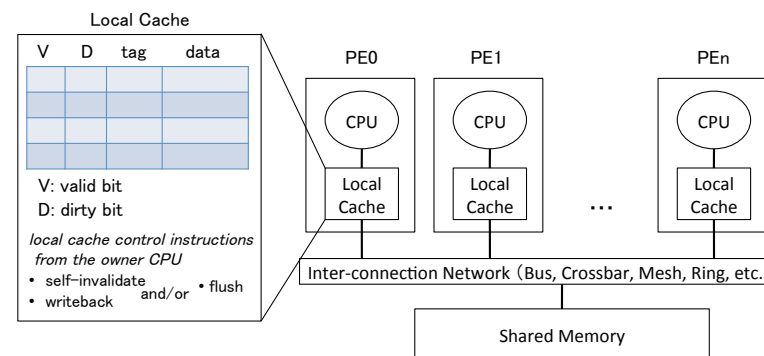 Local Cache
V D tag data
V: valid bit
D: dirty bit
local cache control instructions
from the owner CPU
• self-invalidate
• writeback
and/or
• flush
PE0 PE1 PEn
CPU CPU CPU
Local Local ... Local
Cache Cache Cache
Inter-connection Network (Bus, Crossbar, Mesh, Ring, etc.
Shared Memory